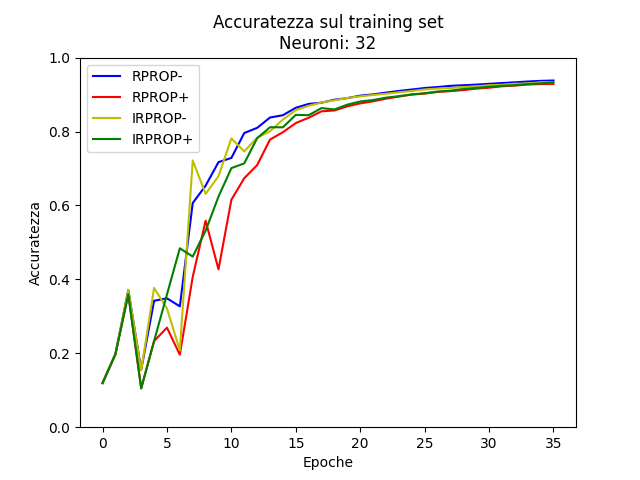 Accuratezza sul training set
Neuroni: 32
1.0
0.8
0.6
0.4
0.2
0.0
Accuratezza
RPROP-
RPROP+
IRPROP-
IRPROP+
0 5 10 15 20 25 30 35
Epoche